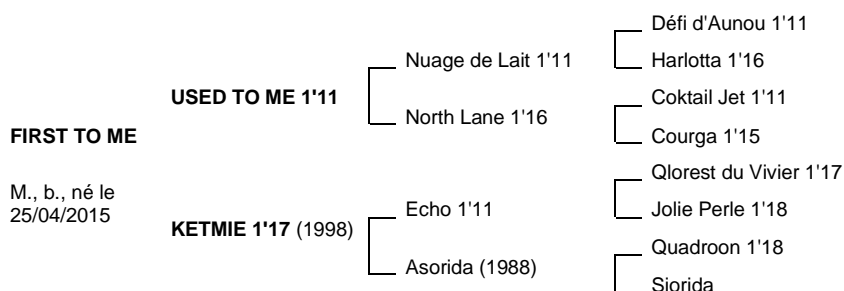 Défi d'Aunou 1'11
Nuage de Lait 1'11
Harlotta 1'16
USED TO ME 1'11
Coktail Jet 1'11
North Lane 1'16
Courga 1'15
FIRST TO ME
Qlorest du Vivier 1'17
M., b., né le
25/04/2015
Echo 1'11
Jolie Perle 1'18
KETMIE 1'17 (1998)
Quadroon 1'18
Asorida (1988)
Siorida